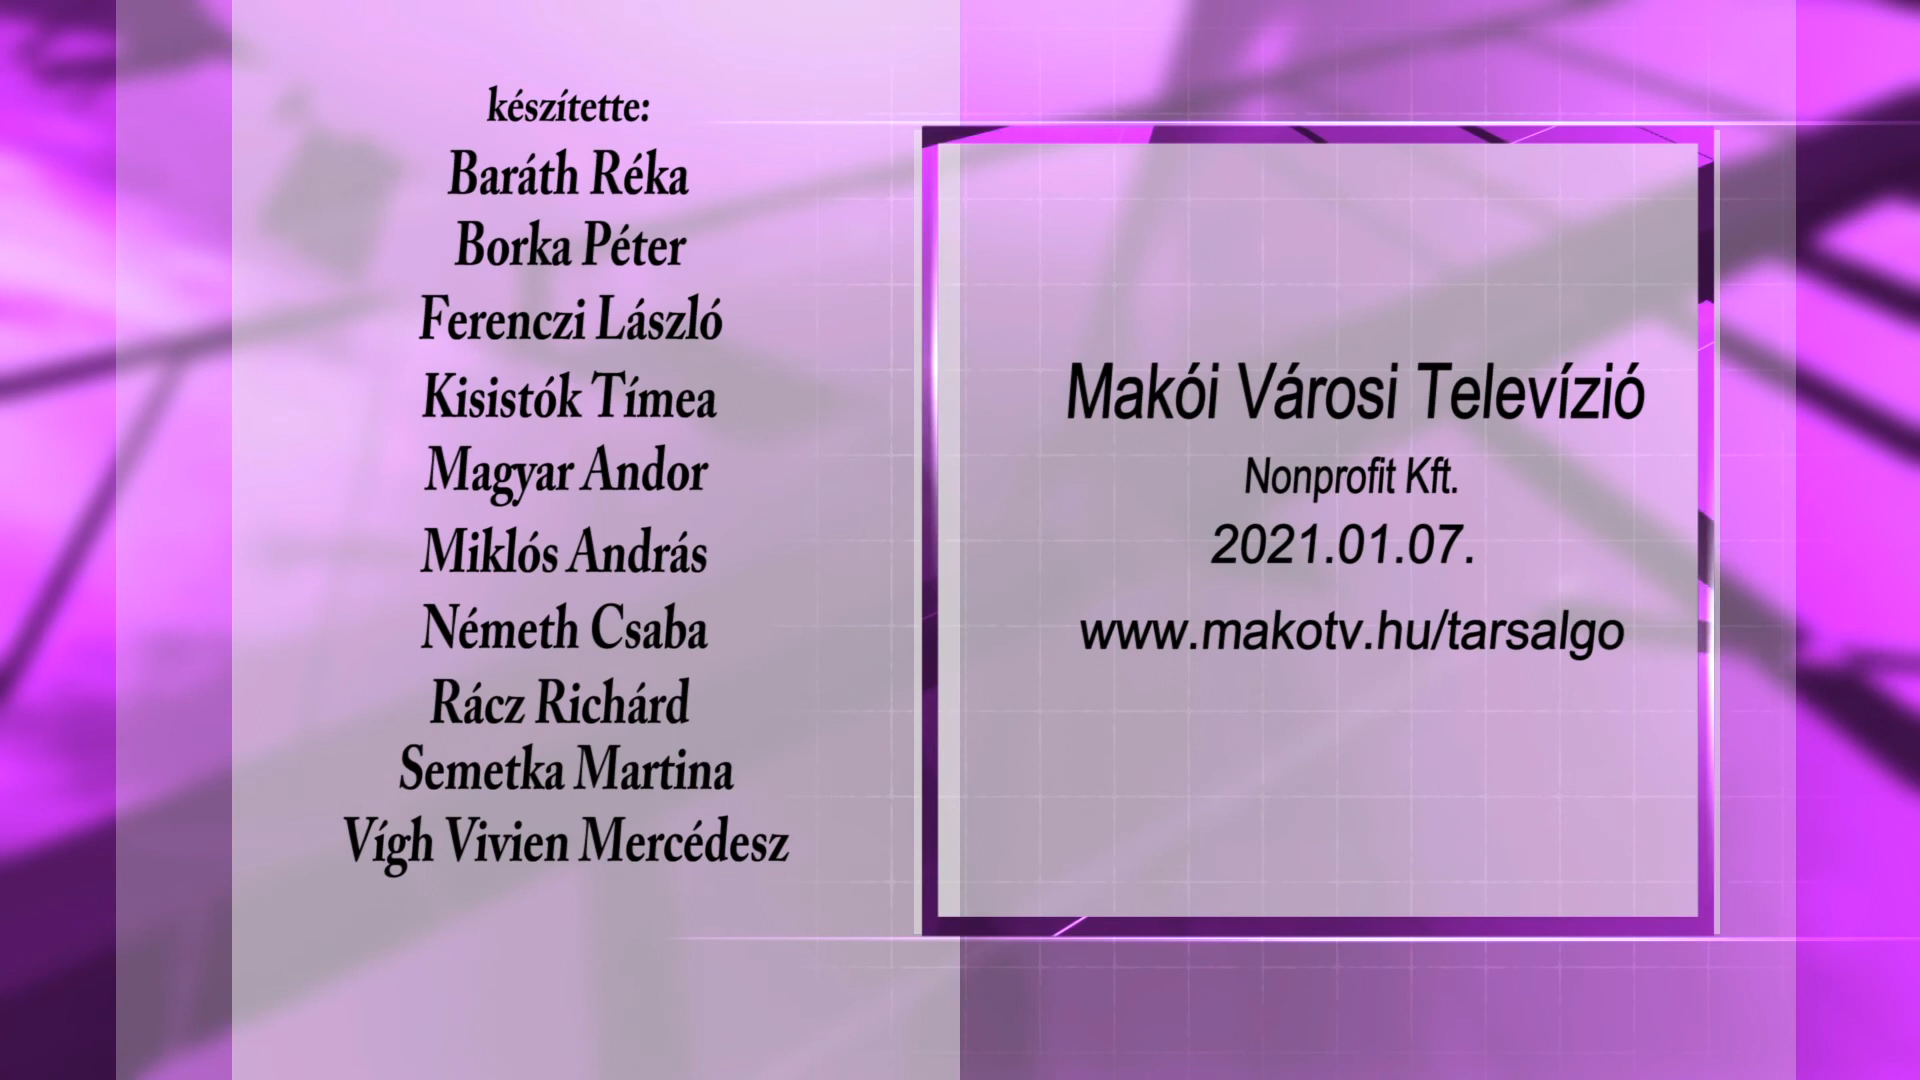 készítette:
Baráth Réka
Borka Péter
Ferenczi László
Kisistók Tímea
Magyar Andor
Miklós András
Németh Csaba
Rácz Richárd
Semetka Martina
Vígh Vivien Mercédesz
Makói Városi Televízió
Nonprofit Kft.
2021.01.07.
www.makotv.hu/tarsalgo